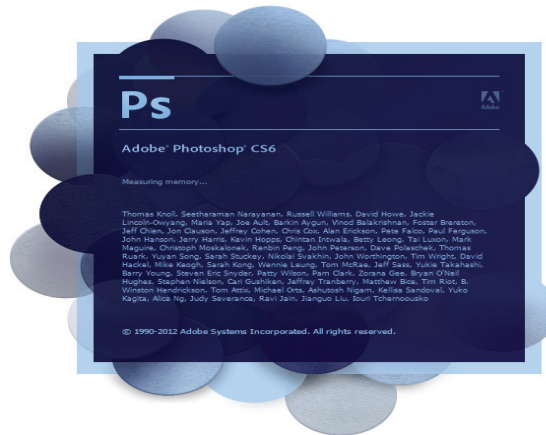 Ps
Adobe
Adobe® Photoshop® CS6
Measuring memory...
Thomas Knoll, Seetharaman Narayanan, Russell Williams, David Howe, Jackie
Lincoln-Owyang, Maria Yap, Joe Ault, Barkin Aygun, Vinod Balakrishnan, Foster Brereton,
Jeff Chien, Jon Clauson, Jeffrey Cohen, Chris Cox, Alan Erickson, Pete Falco, Paul Ferguson,
John Hanson, Jerry Harris, Kevin Hopps, Chintan Intwala, Betty Leong, Tai Luxon, Mark
Maguire, Christoph Moskalonek, Renbin Peng, John Peterson, Dave Polaschek, Thomas
Ruark, Yuyan Song, Sarah Stuckey, Nikolai Svakhin, John Worthington, Tim Wright, David
Hackel, Mike Keogh, Sarah Kong, Wennie Leung, Tom McRae, Jeff Sass, Yukie Takahashi,
Barry Young, Steven Eric Snyder, Patty Wilson, Pam Clark, Zorana Gee, Bryan O'Neil
Hughes, Stephen Nielson, Cari Gushiken, Jeffrey Tranberry, Matthew Bice, Tim Riot, B.
Winston Hendrickson, Tom Attix, Michael Orts, Ashutosh Nigam, Kellisa Sandoval, Yuko
Kagita, Alice Ng, Judy Severance, Ravi Jain, Jianguo Liu, Iouri Tchernoousko
© 1990-2012 Adobe Systems Incorporated. All rights reserved.